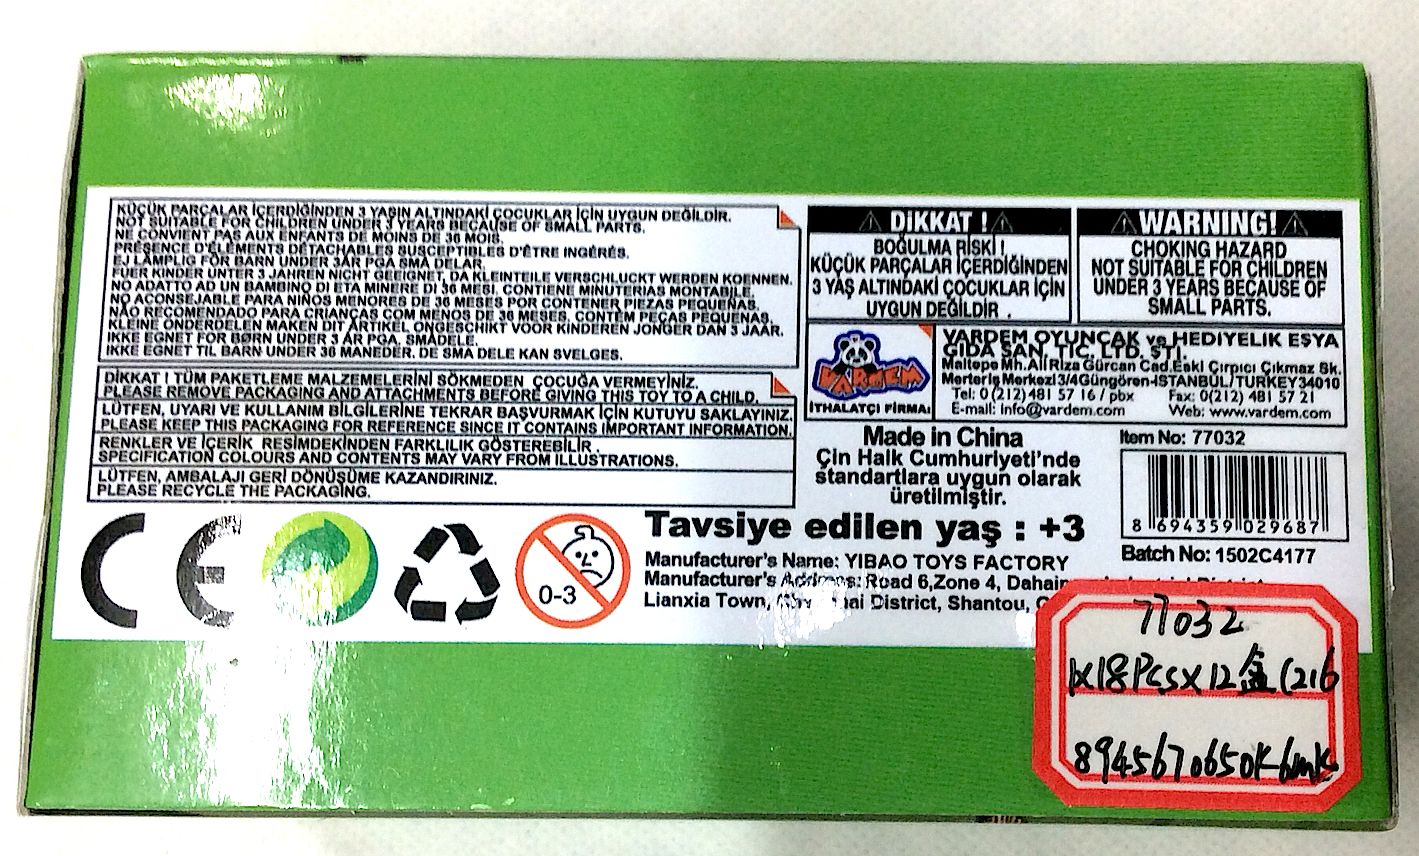 KÜÇÜK PARÇALAR İÇERDİĞİNDEN 3 YAŞIN ALTINDAKİ ÇOCUKLAR İÇİN UYGUN DEĞİLDİR.
NOT SUITABLE FOR CHILDREN UNDER 3 YEARS BECAUSE OF SMALL PARTS.
NE CONVIENT PAS AUX ENFANTS DE MOINS DE 36 MOIS.
PRÉSENCE D'ÉLÉMENTS DÉTACHABLES SUSCEPTIBLES D'ÊTRE INGÉRÉS.
EJ LÄMPLIG FÖR BARN UNDER 3ÅR PGA SMÅ DELAR.
FUER KINDER UNTER 3 JAHREN NICHT GEEIGNET, DA KLEINTEILE VERSCHLUCKT WERDEN KOENNEN.
NO ADATTO AD UN BAMBINO DI ETA MINERE DI 36 MESI. CONTIENE MINUTERIAS MONTABILE.
NO ACONSEJABLE PARA NIÑOS MENORES DE 36 MESES POR CONTENER PIEZAS PEQUEÑAS.
NÃO RECOMENDADO PARA CRIANÇAS COM MENOS DE 36 MESES. CONTÉM PEÇAS PEQUENAS.
KLEINE ONDERDELEN MAKEN DIT ARTIKEL ONGESCHIKT VOOR KINDEREN JONGER DAN 3 JAAR.
IKKE EGNET FOR BØRN UNDER 3 ÅR PGA. SMÅDELE.
IKKE EGNET TIL BARN UNDER 36 MANEDER. DE SMA DELE KAN SVELGES.
DİKKAT ! TÜM PAKETLEME MALZEMELERİNİ SÖKMEDEN ÇOCUĞA VERMEYİNİZ.
PLEASE REMOVE PACKAGING AND ATTACHMENTS BEFORE GIVING THIS TOY TO A CHILD.
LÜTFEN, UYARI VE KULLANIM BİLGİLERİNE TEKRAR BAŞVURMAK İÇİN KUTUYU SAKLAYINIZ.
PLEASE KEEP THIS PACKAGING FOR REFERENCE SINCE IT CONTAINS IMPORTANT INFORMATION.
RENKLER VE İÇERİK RESİMDEKİNDEN FARKLILIK GÖSTEREBİLİR.
SPECIFICATION COLOURS AND CONTENTS MAY VARY FROM ILLUSTRATIONS.
LÜTFEN, AMBALAJI GERİ DÖNÜŞÜME KAZANDIRINIZ.
PLEASE RECYCLE THE PACKAGING.
DİKKAT !
BOĞULMA RİSKİ !
KÜÇÜK PARÇALAR İÇERDİĞİNDEN
3 YAŞ ALTINDAKİ ÇOCUKLAR İÇİN
UYGUN DEĞİLDİR .
WARNING!
CHOKING HAZARD
NOT SUITABLE FOR CHILDREN
UNDER 3 YEARS BECAUSE OF
SMALL PARTS.
VARDEM
İTHALATÇI FİRMA:
VARDEM OYUNCAK ve HEDİYELİK EŞYA
GIDA SAN. TİC. LTD. ŞTİ.
Maltepe Mh.Ali Rıza Gürcan Cad.Eski Çırpıcı Çıkmaz Sk.
Merteriş Merkezi 3/4Güngören-İSTANBUL/TURKEY 34010
Tel: 0 (212) 481 57 16 / pbx Fax: 0(212) 481 57 21
E-mail: info@vardem.com Web: www.vardem.com
Made in China
Çin Halk Cumhuriyeti'nde
standartlara uygun olarak
üretilmiştir.
Item No: 77032
8 694359 029687
Batch No: 1502C4177
CE CE
0-3
Tavsiye edilen yaş : +3
Manufacturer's Name: YIBAO TOYS FACTORY
Manufacturer's Address: Road 6,Zone 4, Dahain
Lianxia Town, District, Shantou,
77032
1x18Pcsx12盒(216